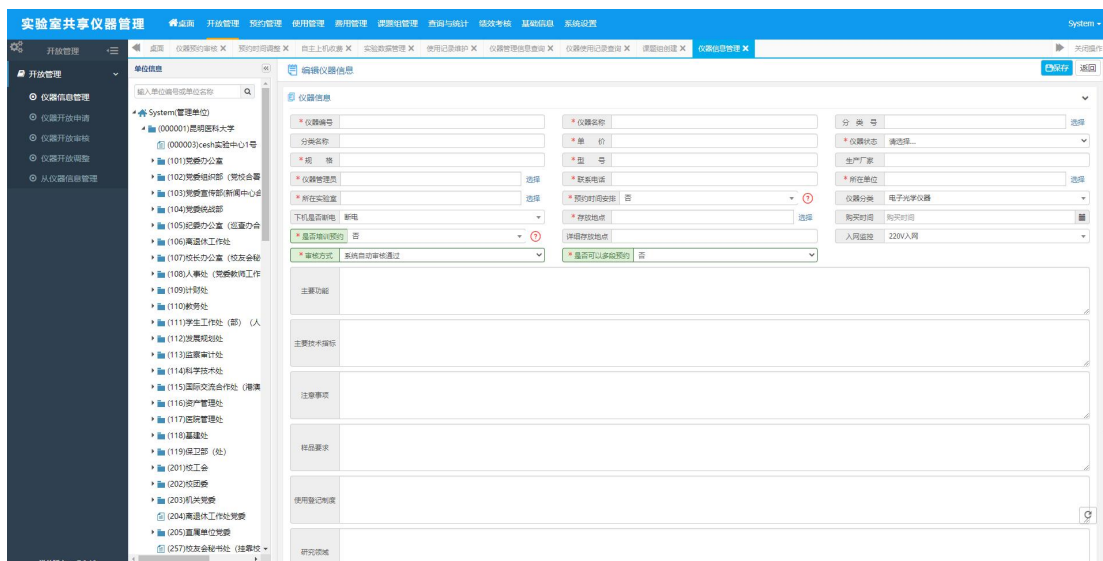 实验室共享仪器管理 桌面 开放管理 预约管理 使用管理 费用管理 课题组管理 查询与统计 绩效考核 基础信息 系统设置 System
开放管理 桌面 仪器预约审核 X 预约时间调整 X 自主上机收费 X 实验数据管理 X 使用记录维护 X 仪器管理信息查询 X 仪器使用记录查询 X 课题组创建 X 仪器信息管理 X 关闭操作
开放管理
仪器信息管理
仪器开放申请
仪器开放审核
仪器开放调整
从仪器信息管理
单位信息
输入单位编号或单位名称
System(管理单位)
(000001)昆明医科大学
(000003)cesh实验中心1号
(101)党委办公室
(102)党委组织部（党校合署
(103)党委宣传部(新闻中心合
(104)党委统战部
(105)纪委办公室（巡查办合
(106)离退休工作处
(107)校长办公室（校友会秘
(108)人事处（党委教师工作
(109)计财处
(110)教务处
(111)学生工作处（部）（人
(112)发展规划处
(113)监察审计处
(114)科学技术处
(115)国际交流合作处（港澳
(116)资产管理处
(117)医院管理处
(118)基建处
(119)保卫部（处）
(201)校工会
(202)校团委
(203)机关党委
(204)离退休工作处党委
(205)直属单位党委
(257)校友会秘书处（挂靠校
编辑仪器信息 保存 返回
仪器信息
* 仪器编号 * 仪器名称 分 类 号 选择
分类名称 * 单 价 * 仪器状态 请选择...
* 规 格 * 型 号 生产厂家
* 仪器管理员 选择 * 联系电话 * 所在单位 选择
* 所在实验室 选择 * 预约时间安排 否 ? 仪器分类 电子光学仪器
下机是否断电 断电 * 存放地点 选择 购买时间 购买时间
* 是否培训预约 否 ? 详细存放地点 入网监控 220V入网
* 审核方式 系统自动审核通过 * 是否可以多段预约 否
主要功能
主要技术指标
注意事项
样品要求
使用登记制度
研究领域